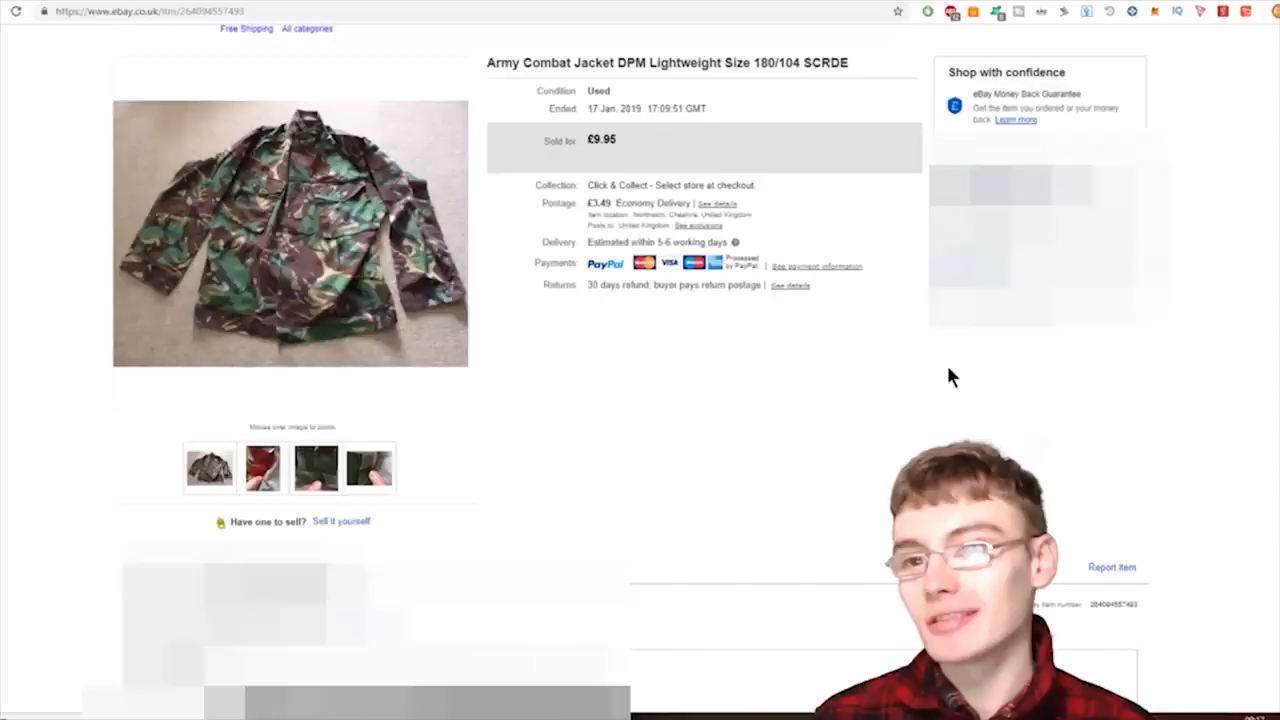 https://www.ebay.co.uk/itm/264094557493
Free Shipping All categories
Army Combat Jacket DPM Lightweight Size 180/104 SCRDE
Condition Used
Ended: 17 Jan, 2019 17:09:51 GMT
Sold for £9.95
Collection: Click & Collect - Select store at checkout.
Postage: £3.49 Economy Delivery | See details
Item location: Northwich, Cheshire, United Kingdom
Posts to: United Kingdom See exclusions
Delivery: Estimated within 5-6 working days
Payments: PayPal VISA Processed by PayPal | See payment information
Returns: 30 days refund, buyer pays return postage | See details
Shop with confidence
eBay Money Back Guarantee
Get the item you ordered or your money
back. Learn more
Mouse over image to zoom
Have one to sell? Sell it yourself
Report item
item number: 264094557493